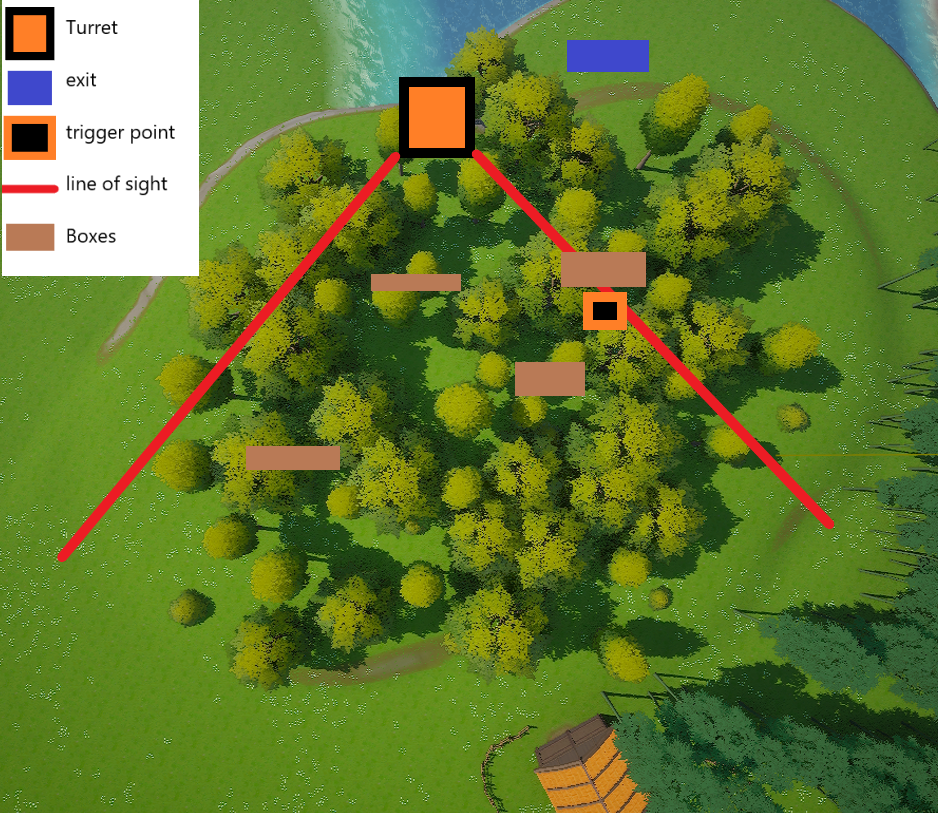 Turret
exit
trigger point
line of sight
Boxes